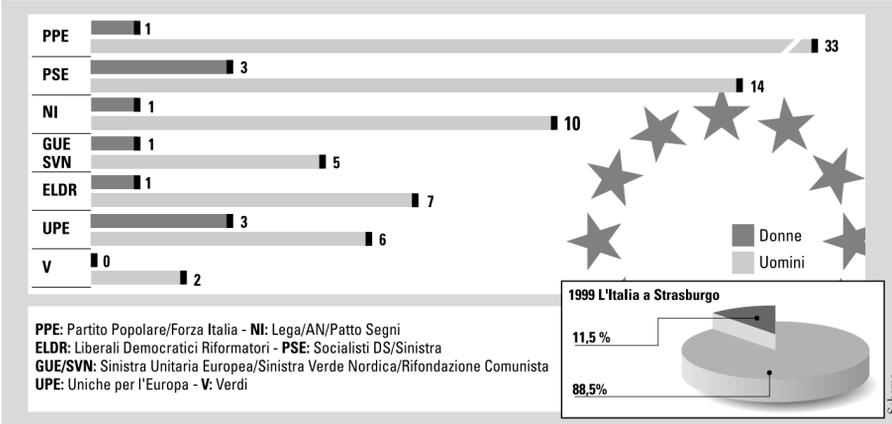 PPE
1
33
PSE
3
14
NI
1
10
GUE
SVN
1
5
ELDR
1
7
UPE
3
6
V
0
2
Donne
Uomini
PPE: Partito Popolare/Forza Italia - NI: Lega/AN/Patto Segni
ELDR: Liberali Democratici Riformatori - PSE: Socialisti DS/Sinistra
GUE/SVN: Sinistra Unitaria Europea/Sinistra Verde Nordica/Rifondazione Comunista
UPE: Uniche per l'Europa - V: Verdi
1999 L'Italia a Strasburgo
11,5 %
88,5%